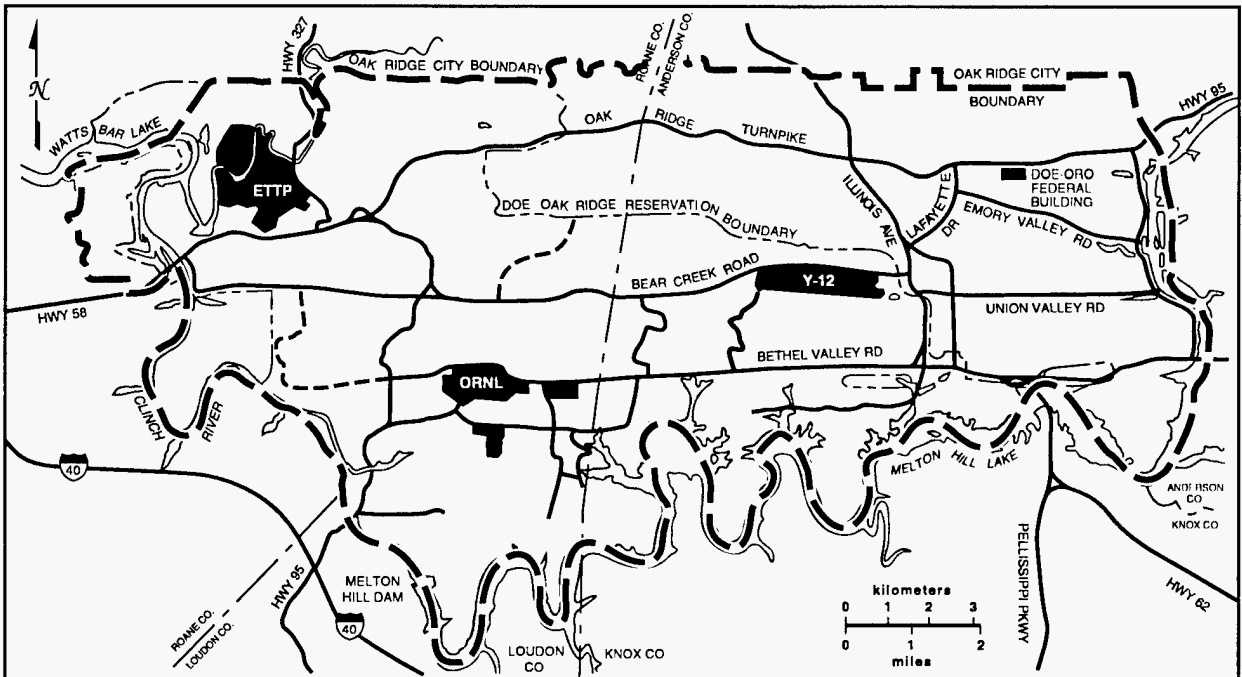 HWY 327
ROANE CO.
ANDERSON CO.
N
OAK RIDGE CITY BOUNDARY
OAK RIDGE CITY
BOUNDARY
HWY 95
WATTS BAR LAKE
OAK RIDGE TURNPIKE
ETTP
ILLINOIS AVE
LAFAYETTE DR
DOE-ORO
FEDERAL
BUILDING
DOE OAK RIDGE RESERVATION BOUNDARY
EMORY VALLEY RD
BEAR CREEK ROAD
Y-12
HWY 58
UNION VALLEY RD
BETHEL VALLEY RD
ORNL
CLINCH RIVER
40
MELTON HILL LAKE
ANDERSON
CO
KNOX CO
PELLISSIPPI PKWY
HWY 62
HWY 95
MELTON
HILL DAM
kilometers
0 1 2 3
0 1 2
miles
ROANE CO.
LOUDON CO.
40
LOUDON
CO
KNOX CO